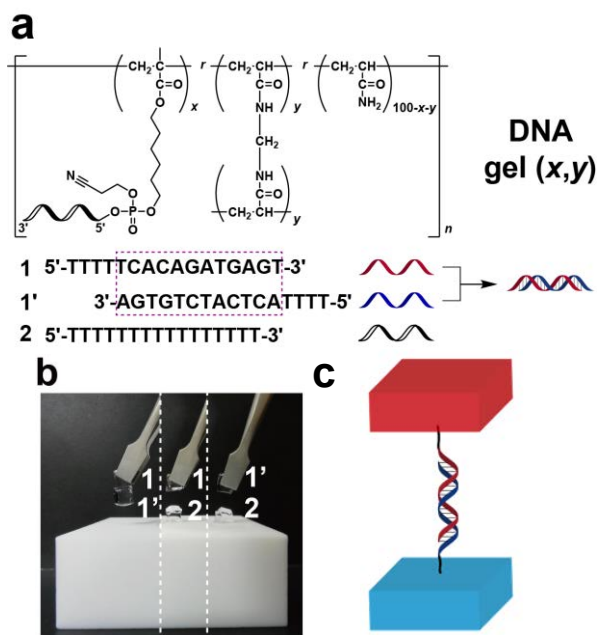 a
CH2-C r CH2-CH r CH2-CH
C=O x C=O y C=O
O NH NH2 100-x-y
CH2
NH
N C=O
O CH2-CH y
O-P-O
O n
3' 5'
DNA
gel (x,y)
1 5'-TTTTTCACAGATGAGT-3'
1' 3'-AGTGTCTACTCATTTT-5'
2 5'-TTTTTTTTTTTTTTTT-3'
b
1 1 1'
1' 2 2
c